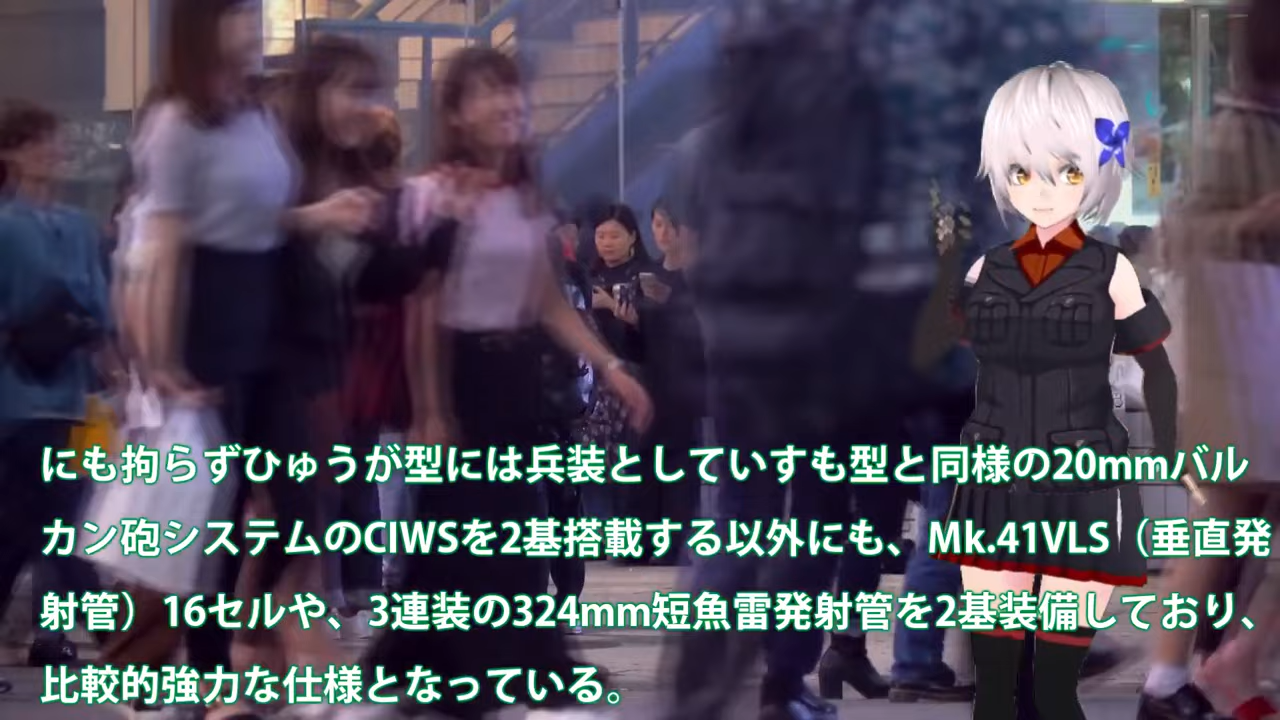 にも拘らずひゅうが型には兵装としていすも型と同様の20mmバル
カン砲システムのCIWSを2基搭載する以外にも、Mk.41VLS（垂直発
射管）16セルや、3連装の324mm短魚雷発射管を2基装備しており、
比較的強力な仕様となっている。